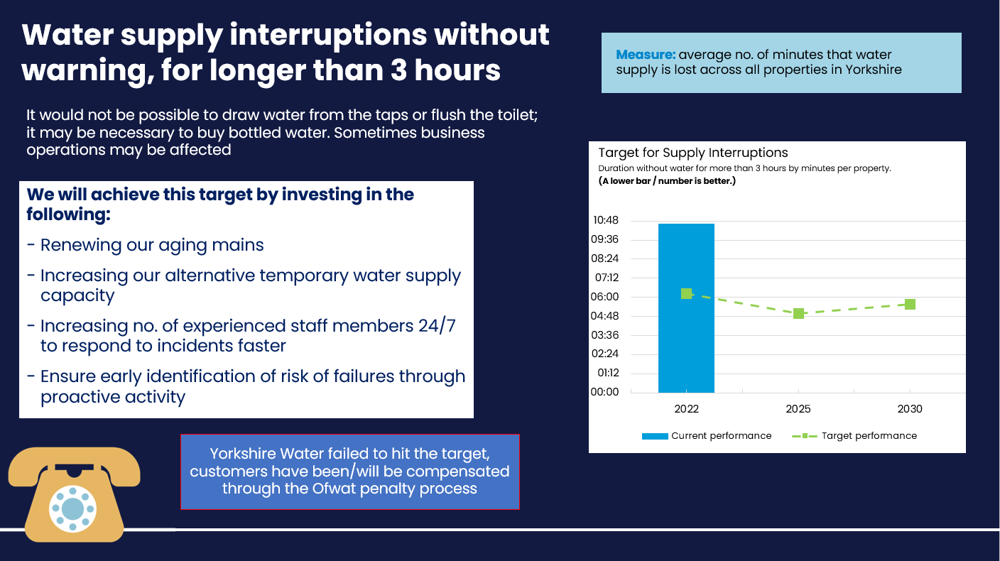 Water supply interruptions without
warning, for longer than 3 hours
It would not be possible to draw water from the taps or flush the toilet;
it may be necessary to buy bottled water. Sometimes business
operations may be affected
We will achieve this target by investing in the
following:
- Renewing our aging mains
- Increasing our alternative temporary water supply
capacity
- Increasing no. of experienced staff members 24/7
to respond to incidents faster
- Ensure early identification of risk of failures through
proactive activity
Yorkshire Water failed to hit the target,
customers have been/will be compensated
through the Ofwat penalty process
Measure: average no. of minutes that water
supply is lost across all properties in Yorkshire
Target for Supply Interruptions
Duration without water for more than 3 hours by minutes per property.
(A lower bar / number is better.)
10:48
09:36
08:24
07:12
06:00
04:48
03:36
02:24
01:12
00:00
2022 2025 2030
Current performance Target performance